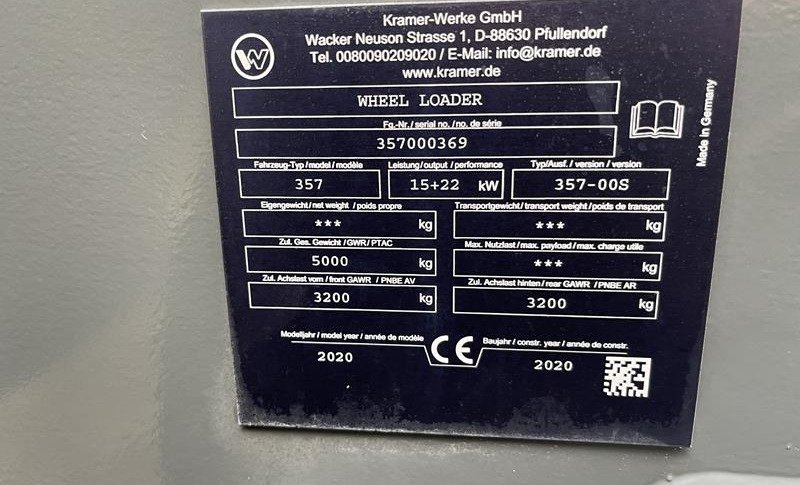 Kramer-Werke GmbH
Wacker Neuson Strasse 1, D-88630 Pfullendorf
Tel. 0080090209020 / E-Mail: info@kramer.de
www.kramer.de
WHEEL LOADER
Fg.-Nr./ serial no. /no. de série
357000369
Made in Germany
Fahrzeug-Typ / model / modèle Leistung / output / performance Typ/Ausf. / version / version
357 15+22 kW 357-00S
Eigengewicht / net weight / poids propre Transportgewicht / transport weight / poids de transport
*** kg *** kg
Zul. Ges. Gewicht /GWR/ PTAC Max. Nutzlast / max. payload / max. charge utile
5000 kg *** kg
Zul. Achslast vorn / front GAWR / PNBE AV Zul. Achslast hinten / rear GAWR / PNBE AR
3200 kg 3200 kg
Modelljahr / model year / année de modèle CE Baujahr / constr. year / année de constr.
2020 2020